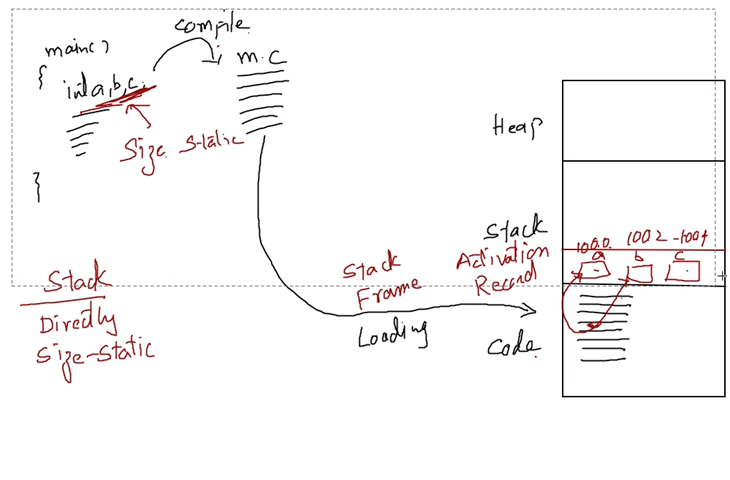 compile
main()
{
int a,b,c;
m.c
Size static
}
Heap
Stack
1000 1002 -1004
a b c
Activation
Record
Stack
Frame
Loading
Code
Stack
Directly
Size-Static